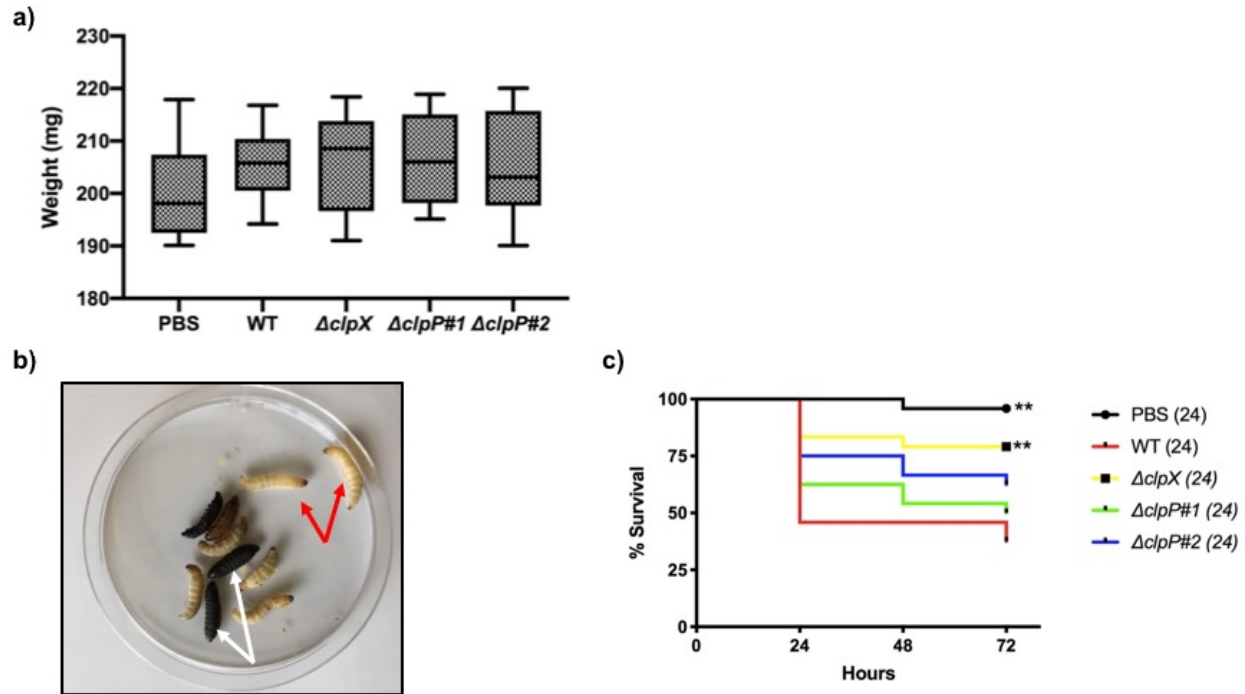 a)
230
220
210
200
190
180
Weight (mg)
PBS WT ΔclpX ΔclpP#1 ΔclpP#2
b)
c)
100
75
50
25
0
% Survival
0 24 48 72
Hours
**
**
PBS (24)
WT (24)
ΔclpX (24)
ΔclpP#1 (24)
ΔclpP#2 (24)